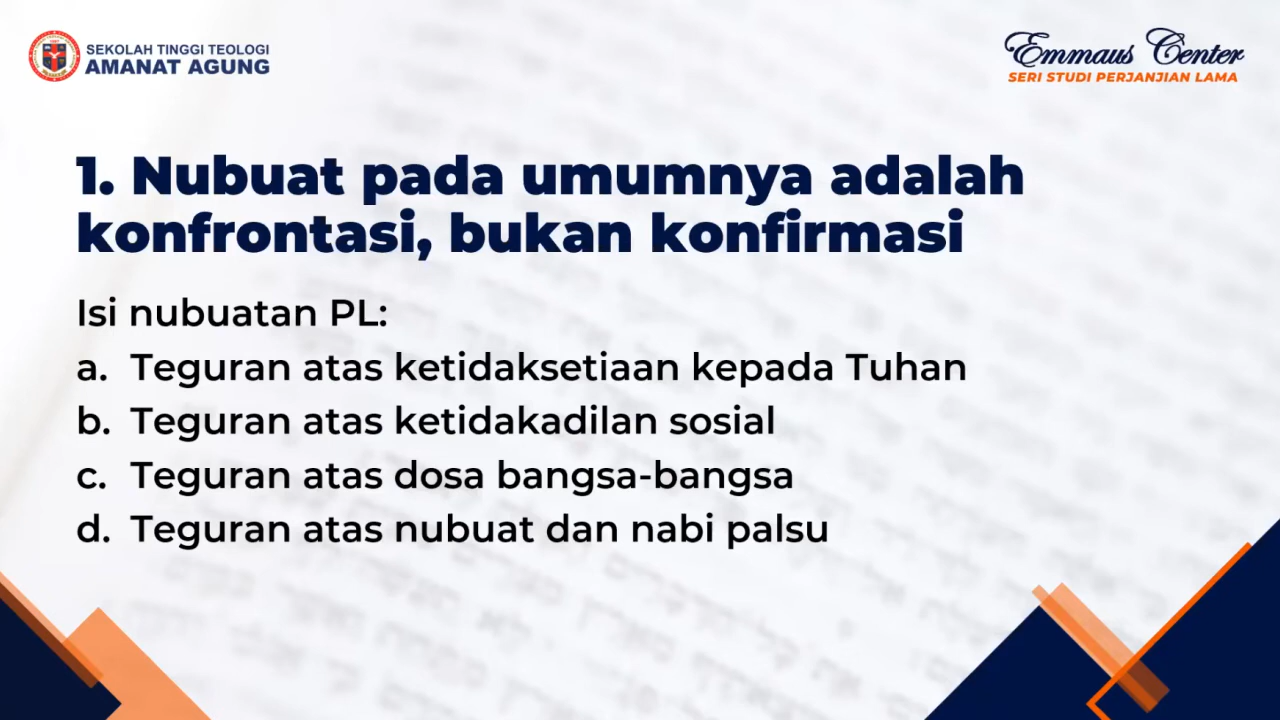 SEKOLAH TINGGI TEOLOGI
AMANAT AGUNG
Emmaus Center
SERI STUDI PERJANJIAN LAMA
1. Nubuat pada umumnya adalah
konfrontasi, bukan konfirmasi
Isi nubuatan PL:
a. Teguran atas ketidaksetiaan kepada Tuhan
b. Teguran atas ketidakadilan sosial
c. Teguran atas dosa bangsa-bangsa
d. Teguran atas nubuat dan nabi palsu